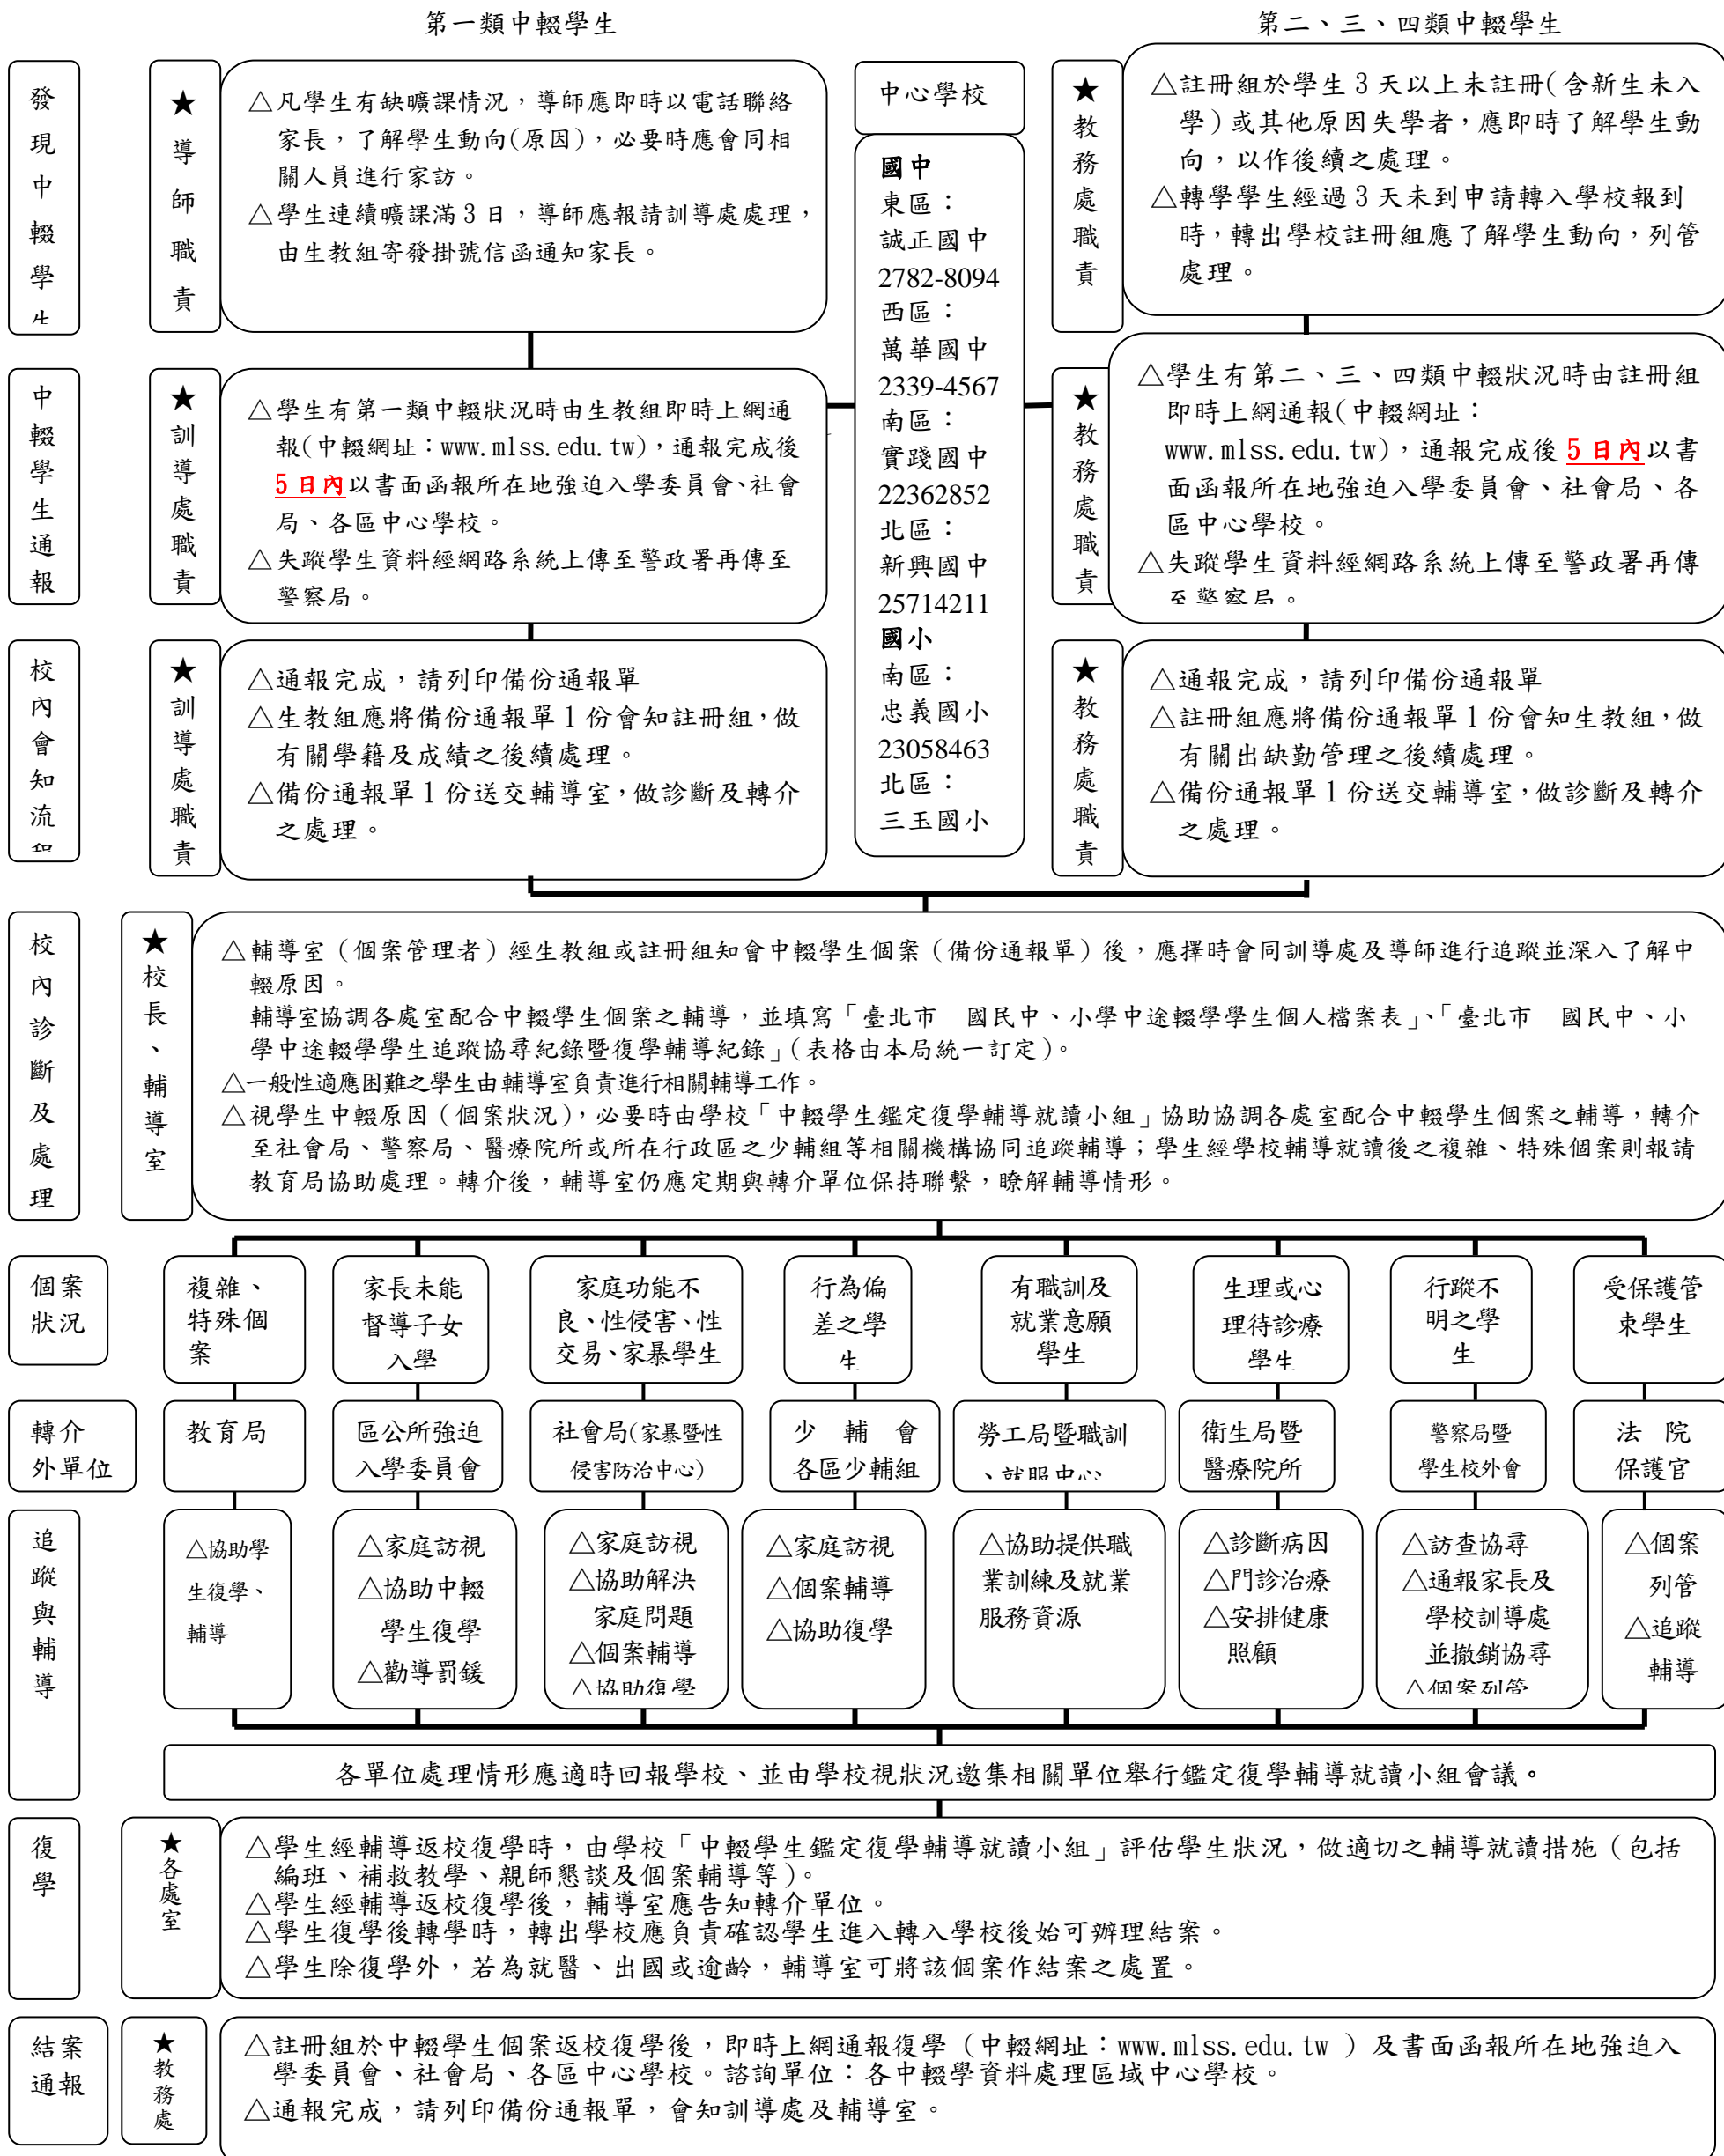 第一類中輟學生
第二、三、四類中輟學生
發現中輟學生
★導師職責
△凡學生有缺曠課情況，導師應即時以電話聯絡
家長，了解學生動向(原因)，必要時應會同相
關人員進行家訪。
△學生連續曠課滿3日，導師應報請訓導處處理，
由生教組寄發掛號信函通知家長。
中心學校
國中
東區：
誠正國中
2782-8094
西區：
萬華國中
2339-4567
南區：
實踐國中
22362852
北區：
新興國中
25714211
國小
南區：
忠義國小
23058463
北區：
三玉國小
★教務處職責
△註冊組於學生3天以上未註冊(含新生未入
學)或其他原因失學者，應即時了解學生動
向，以作後續之處理。
△轉學學生經過3天未到申請轉入學校報到
時，轉出學校註冊組應了解學生動向，列管
處理。
中輟學生通報
★訓導處職責
△學生有第一類中輟狀況時由生教組即時上網通
報(中輟網址：www.mlss.edu.tw)，通報完成後
5日內以書面函報所在地強迫入學委員會、社會
局、各區中心學校。
△失蹤學生資料經網路系統上傳至警政署再傳至
警察局。
★教務處職責
△學生有第二、三、四類中輟狀況時由註冊組
即時上網通報(中輟網址：
www.mlss.edu.tw)，通報完成後5日內以書
面函報所在地強迫入學委員會、社會局、各
區中心學校。
△失蹤學生資料經網路系統上傳至警政署再傳
至警察局。
校內會知流程
★訓導處職責
△通報完成，請列印備份通報單
△生教組應將備份通報單1份會知註冊組，做
有關學籍及成績之後續處理。
△備份通報單1份送交輔導室，做診斷及轉介
之處理。
★教務處職責
△通報完成，請列印備份通報單
△註冊組應將備份通報單1份會知生教組，做
有關出缺勤管理之後續處理。
△備份通報單1份送交輔導室，做診斷及轉介
之處理。
校內診斷及處理
★校長、輔導室
△輔導室（個案管理者）經生教組或註冊組知會中輟學生個案（備份通報單）後，應擇時會同訓導處及導師進行追蹤並深入了解中
輟原因。
輔導室協調各處室配合中輟學生個案之輔導，並填寫「臺北市　國民中、小學中途輟學學生個人檔案表」、「臺北市　國民中、小
學中途輟學學生追蹤協尋紀錄暨復學輔導紀錄」(表格由本局統一訂定)。
△一般性適應困難之學生由輔導室負責進行相關輔導工作。
△視學生中輟原因（個案狀況），必要時由學校「中輟學生鑑定復學輔導就讀小組」協助協調各處室配合中輟學生個案之輔導，轉介
至社會局、警察局、醫療院所或所在行政區之少輔組等相關機構協同追蹤輔導；學生經學校輔導就讀後之複雜、特殊個案則報請
教育局協助處理。轉介後，輔導室仍應定期與轉介單位保持聯繫，瞭解輔導情形。
個案
狀況
複雜、
特殊個
案
家長未能
督導子女
入學
家庭功能不
良、性侵害、性
交易、家暴學生
行為偏
差之學
生
有職訓及
就業意願
學生
生理或心
理待診療
學生
行蹤不
明之學
生
受保護管
束學生
轉介
外單位
教育局
區公所強迫
入學委員會
社會局(家暴暨性
侵害防治中心)
少　輔　會
各區少輔組
勞工局暨職訓
、就服中心
衛生局暨
醫療院所
警察局暨
學生校外會
法　院
保護官
追蹤與輔導
△協助學
生復學、
輔導
△家庭訪視
△協助中輟
學生復學
△勸導罰鍰
△家庭訪視
△協助解決
家庭問題
△個案輔導
△協助復學
△家庭訪視
△個案輔導
△協助復學
△協助提供職
業訓練及就業
服務資源
△診斷病因
△門診治療
△安排健康
照顧
△訪查協尋
△通報家長及
學校訓導處
並撤銷協尋
△個案列管
△個案
列管
△追蹤
輔導
各單位處理情形應適時回報學校、並由學校視狀況邀集相關單位舉行鑑定復學輔導就讀小組會議。
復學
★各處室
△學生經輔導返校復學時，由學校「中輟學生鑑定復學輔導就讀小組」評估學生狀況，做適切之輔導就讀措施（包括
編班、補救教學、親師懇談及個案輔導等)。
△學生經輔導返校復學後，輔導室應告知轉介單位。
△學生復學後轉學時，轉出學校應負責確認學生進入轉入學校後始可辦理結案。
△學生除復學外，若為就醫、出國或逾齡，輔導室可將該個案作結案之處置。
結案
通報
★教務處
△註冊組於中輟學生個案返校復學後，即時上網通報復學（中輟網址：www.mlss.edu.tw ）及書面函報所在地強迫入
學委員會、社會局、各區中心學校。諮詢單位：各中輟學資料處理區域中心學校。
△通報完成，請列印備份通報單，會知訓導處及輔導室。